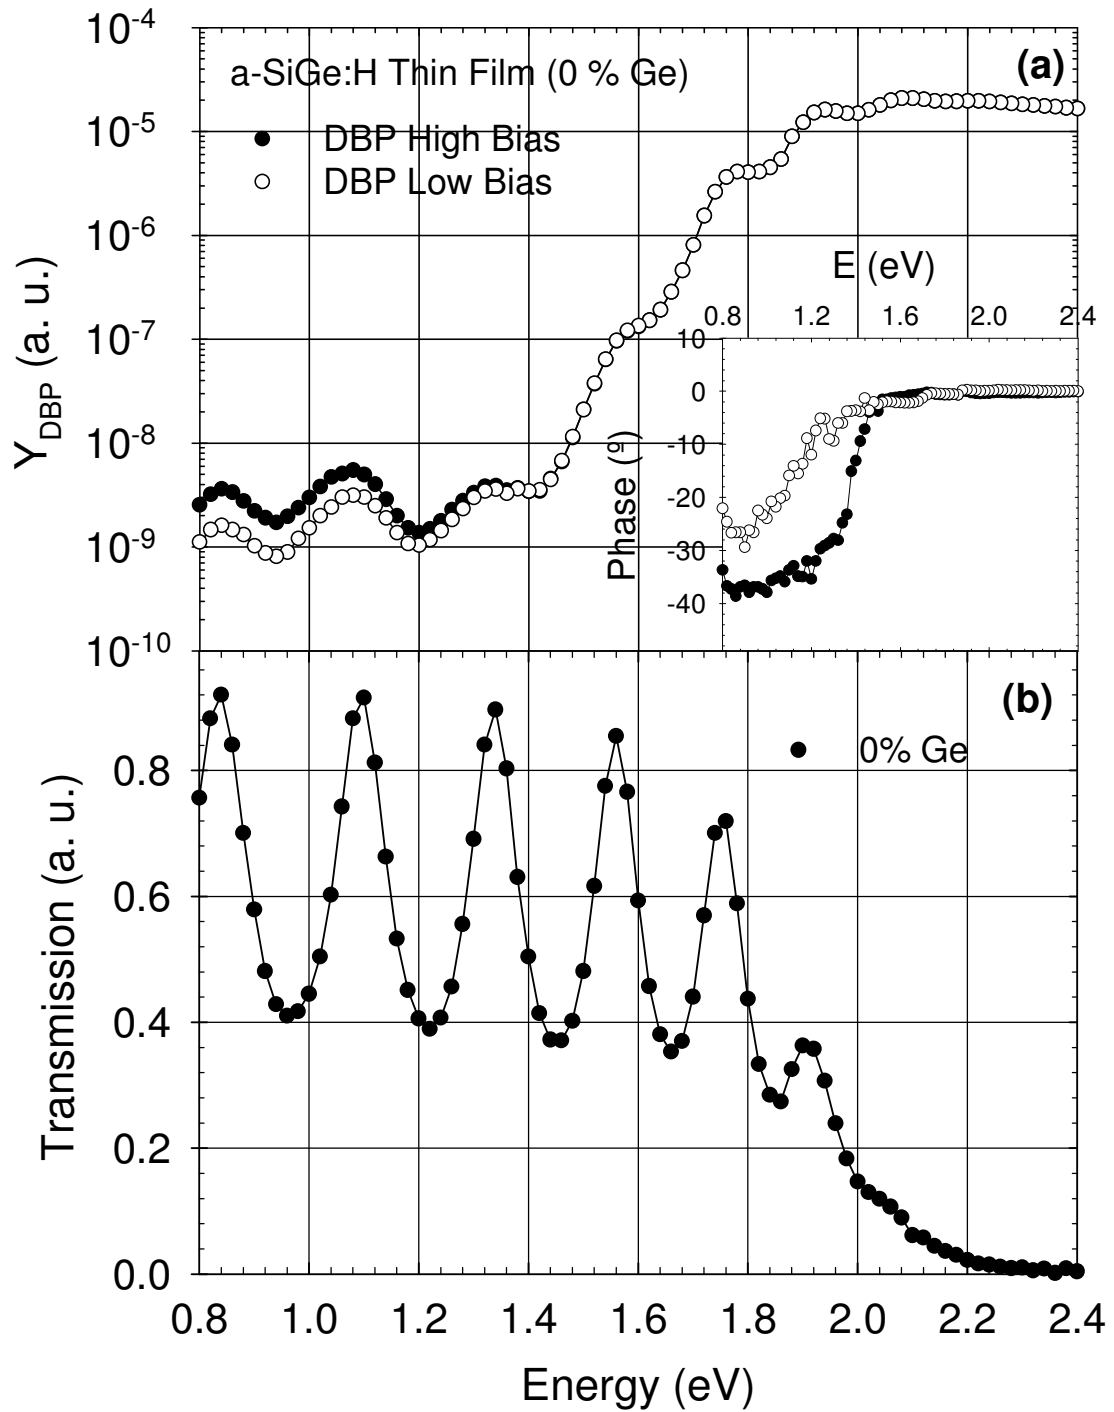 10-4
a-SiGe:H Thin Film (0 % Ge)
(a)
10-5
DBP High Bias
DBP Low Bias
10-6
E (eV)
0.8 1.2 1.6 2.0 2.4
10-7
10
0
10-8
-10
-20
10-9
-30
-40
10-10
YDBP (a. u.)
Phase (º)
(b)
0% Ge
0.8
0.6
0.4
0.2
0.0
Transmission (a. u.)
0.8 1.0 1.2 1.4 1.6 1.8 2.0 2.2 2.4
Energy (eV)